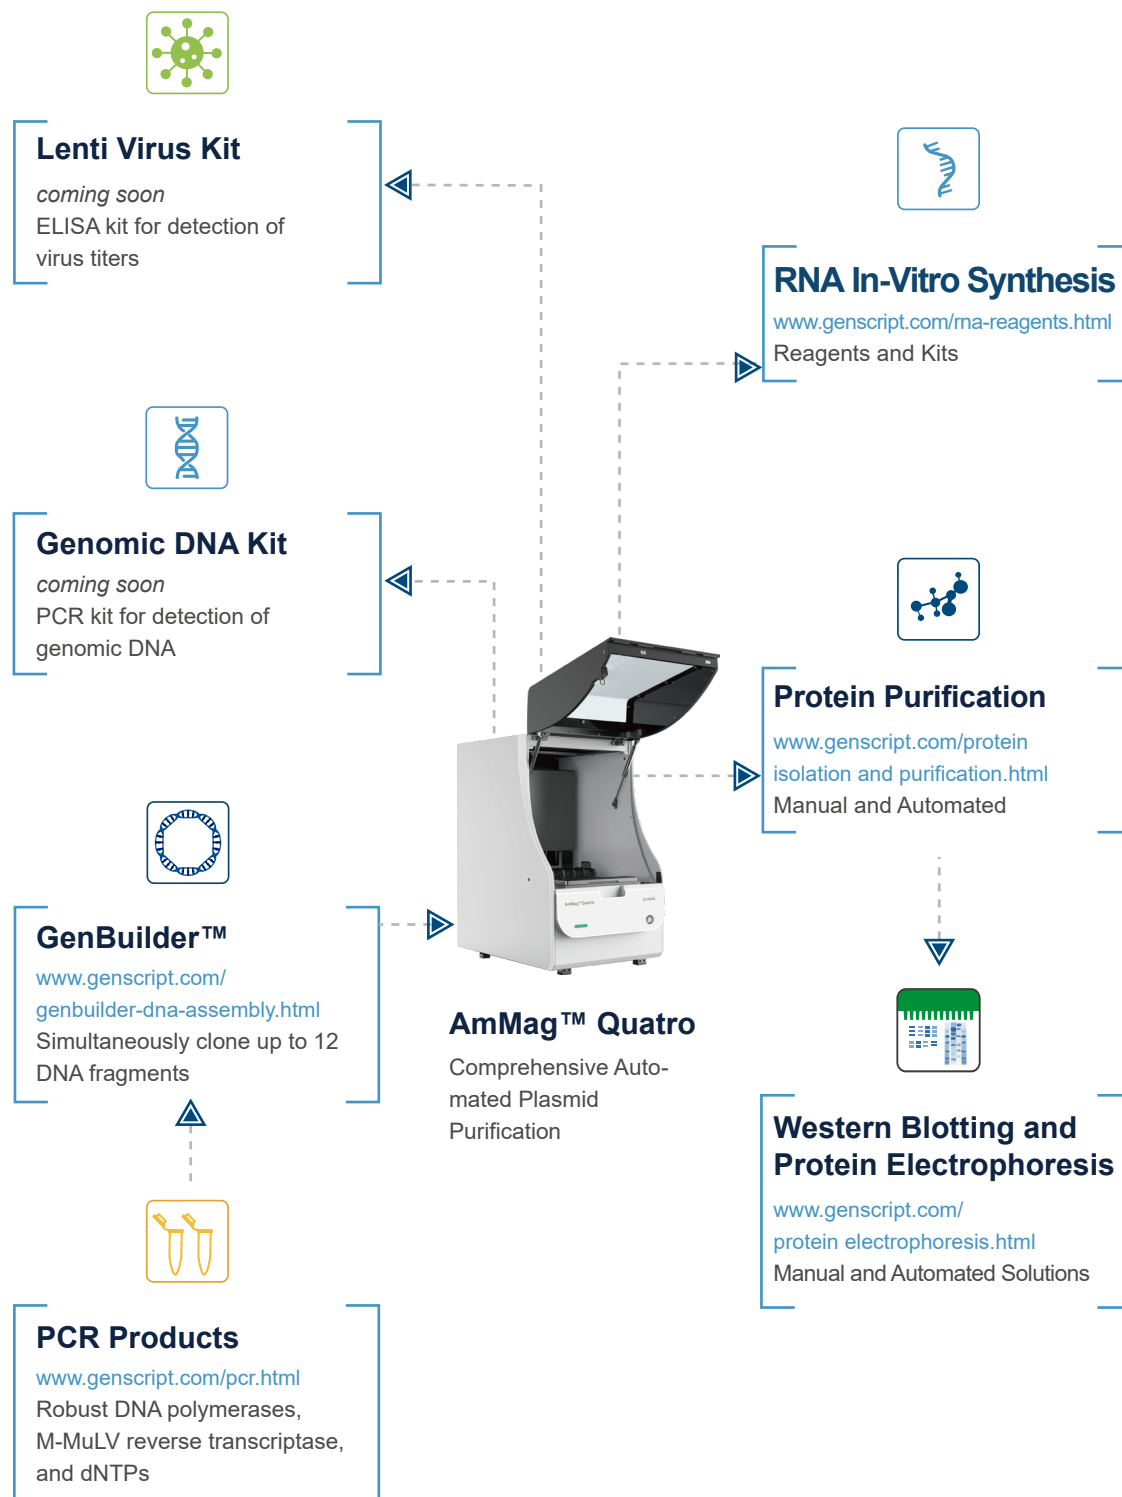 Lenti Virus Kit
coming soon
ELISA kit for detection of
virus titers
RNA In-Vitro Synthesis
www.genscript.com/rna-reagents.html
Reagents and Kits
Genomic DNA Kit
coming soon
PCR kit for detection of
genomic DNA
Protein Purification
www.genscript.com/protein
isolation and purification.html
Manual and Automated
GenBuilder™
www.genscript.com/
genbuilder-dna-assembly.html
Simultaneously clone up to 12
DNA fragments
AmMag™ Quatro
AmMag™ Quatro
Comprehensive Auto-
mated Plasmid
Purification
Western Blotting and
Protein Electrophoresis
www.genscript.com/
protein electrophoresis.html
Manual and Automated Solutions
PCR Products
www.genscript.com/pcr.html
Robust DNA polymerases,
M-MuLV reverse transcriptase,
and dNTPs